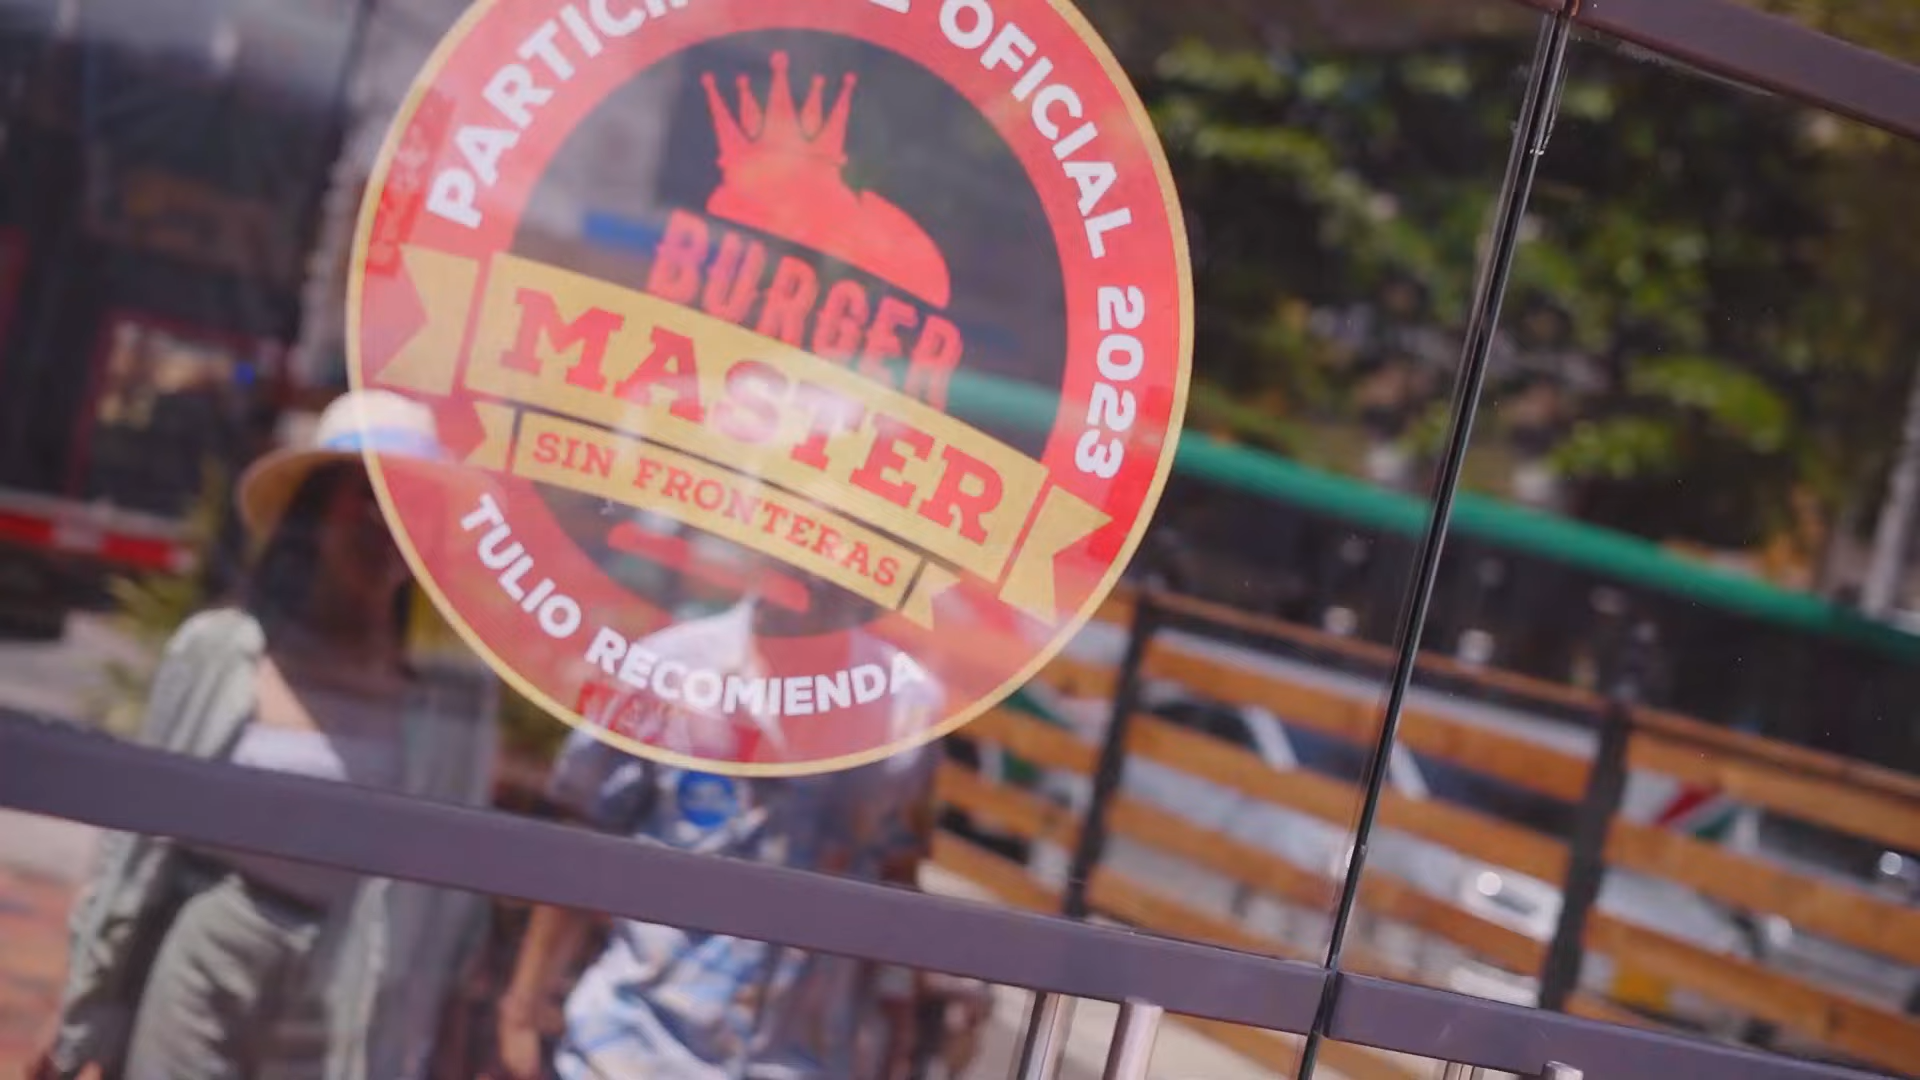 OFICIAL 2023
BURGER
MASTER
SIN FRONTERAS
TULIO RECOMIENDA